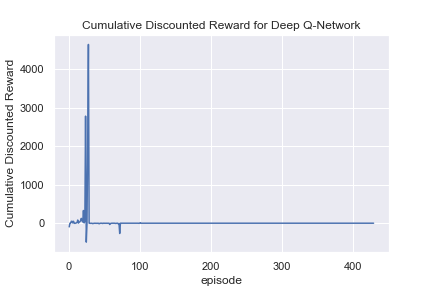 Cumulative Discounted Reward for Deep Q-Network
Cumulative Discounted Reward
4000
3000
2000
1000
0
0 100 200 300 400
episode